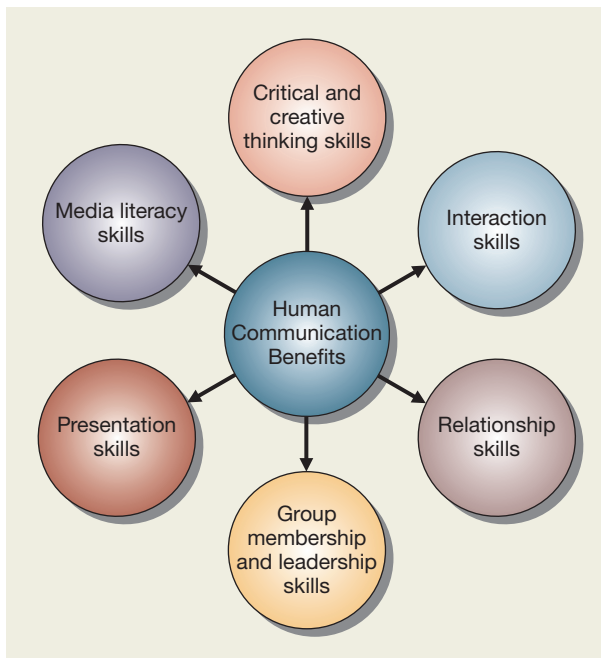 Critical and
creative
thinking skills
Media literacy
skills
Interaction
skills
Human
Communication
Benefits
Presentation
skills
Relationship
skills
Group
membership
and leadership
skills